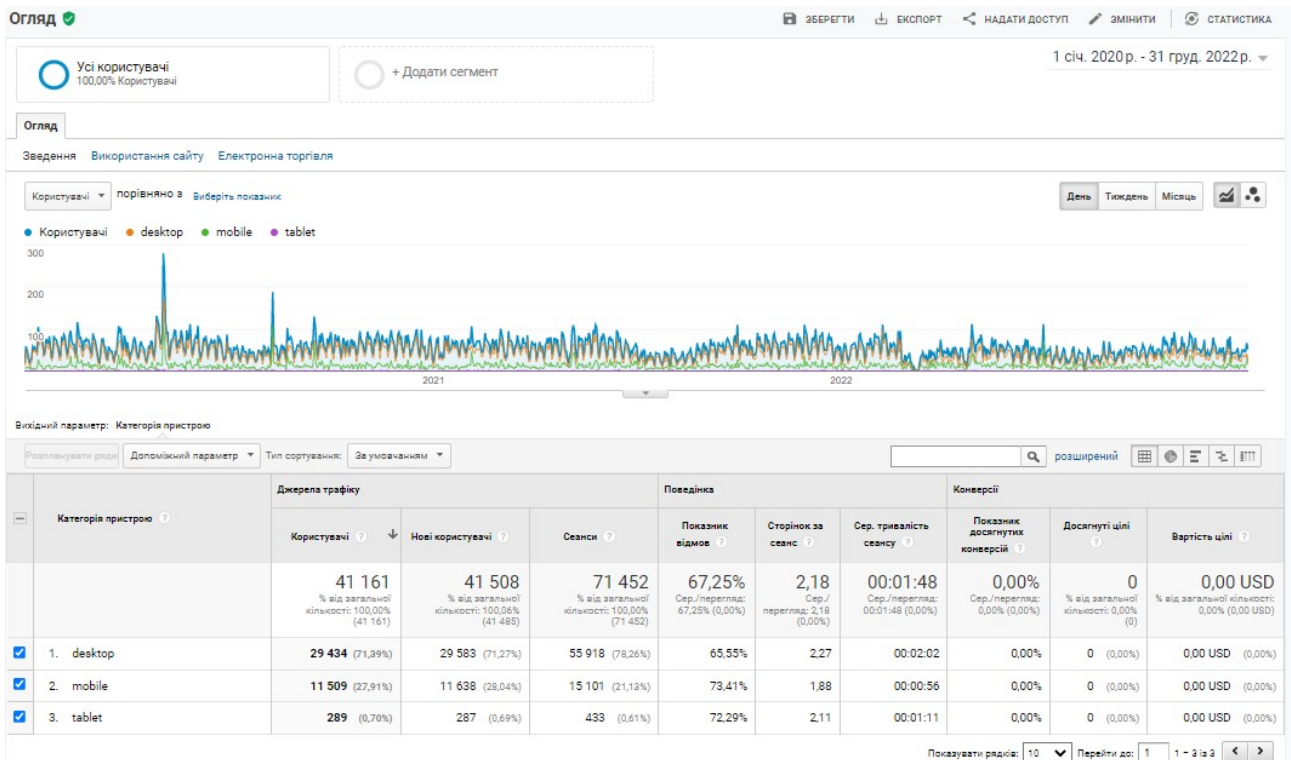 Огляд
ЗБЕРЕГТИ ЕКСПОРТ НАДАТИ ДОСТУП ЗМІНИТИ СТАТИСТИКА
Усі користувачі
100,00% Користувачі
+ Додати сегмент
1 січ. 2020 р. - 31 груд. 2022 р.
Огляд
Зведення Використання сайту Електронна торгівля
Користувачі порівняно з Виберіть показник
День Тиждень Місяць
Користувачі desktop mobile tablet
300
200
100
2021 2022
Вихідний параметр: Категорія пристрою
Розпланувати ряди Допоміжний параметр Тип сортування: За умовчанням розширений
Джерела трафіку Поведінка Конверсії
Категорія пристрою ?
Користувачі ? Нові користувачі ? Сеанси ? Показник відмов ? Сторінок за сеанс ? Сер. тривалість сеансу ? Показник досягнутих конверсій ? Досягнуті цілі ? Вартість цілі ?
41 161 41 508 71 452 67,25% 2,18 00:01:48 0,00% 0 0,00 USD
% від загальної кількості: 100,00% (41 161) % від загальної кількості: 100,06% (41 485) % від загальної кількості: 100,00% (71 452) Сер./перегляд: 67,25% (0,00%) Сер./перегляд: 2,18 (0,00%) Сер./перегляд: 00:01:48 (0,00%) Сер./перегляд: 0,00% (0,00%) % від загальної кількості: 0,00% (0) % від загальної кількості: 0,00% (0,00 USD)
1. desktop 29 434 (71,39%) 29 583 (71,27%) 55 918 (78,26%) 65,55% 2,27 00:02:02 0,00% 0 (0,00%) 0,00 USD (0,00%)
2. mobile 11 509 (27,91%) 11 638 (28,04%) 15 101 (21,13%) 73,41% 1,88 00:00:56 0,00% 0 (0,00%) 0,00 USD (0,00%)
3. tablet 289 (0,70%) 287 (0,69%) 433 (0,61%) 72,29% 2,11 00:01:11 0,00% 0 (0,00%) 0,00 USD (0,00%)
Показувати рядків: 10 Перейти до: 1 1 – 3 із 3